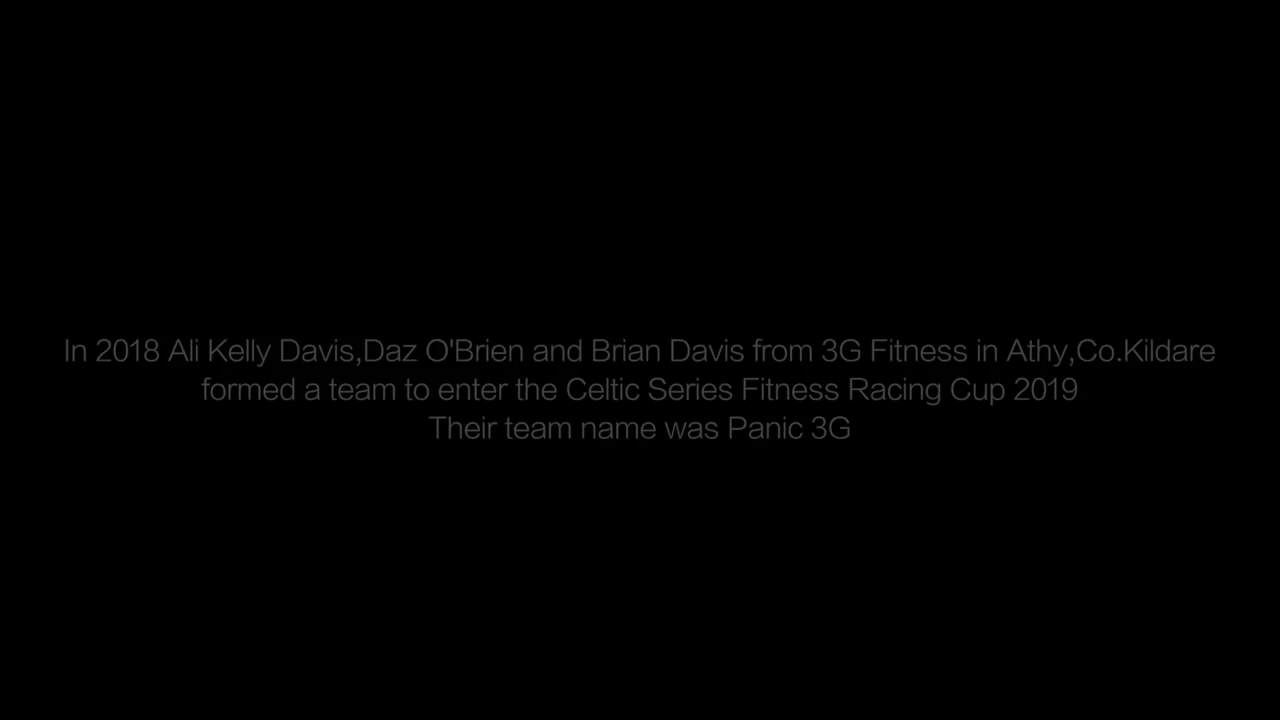 In 2018 Ali Kelly Davis,Daz O'Brien and Brian Davis from 3G Fitness in Athy,Co.Kildare
formed a team to enter the Celtic Series Fitness Racing Cup 2019
Their team name was Panic 3G